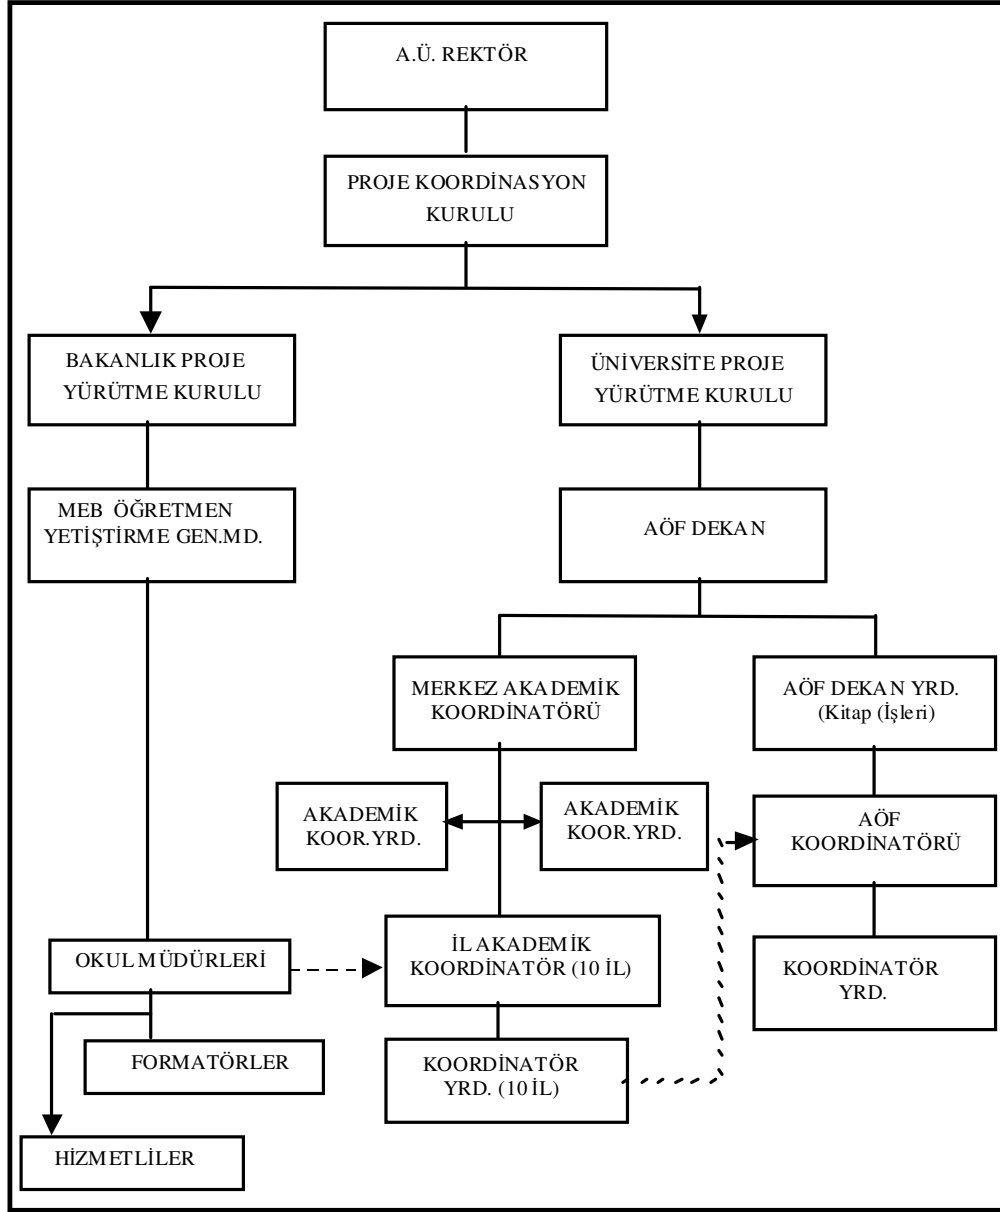 A.Ü. REKTÖR
PROJE KOORDİNASYON
KURULU
BAKANLIK PROJE
YÜRÜTME KURULU
ÜNİVERSİTE PROJE
YÜRÜTME KURULU
MEB ÖĞRETMEN
YETİŞTİRME GEN.MD.
AÖF DEKAN
MERKEZ AKADEMİK
KOORDİNATÖRÜ
AÖF DEKAN YRD.
(Kitap (İşleri)
AKADEMİK
KOOR.YRD.
AKADEMİK
KOOR.YRD.
AÖF
KOORDİNATÖRÜ
OKUL MÜDÜRLERİ
İL AKADEMİK
KOORDİNATÖR (10 İL)
KOORDİNATÖR
YRD.
FORMATÖRLER
KOORDİNATÖR
YRD. (10 İL)
HİZMETLİLER